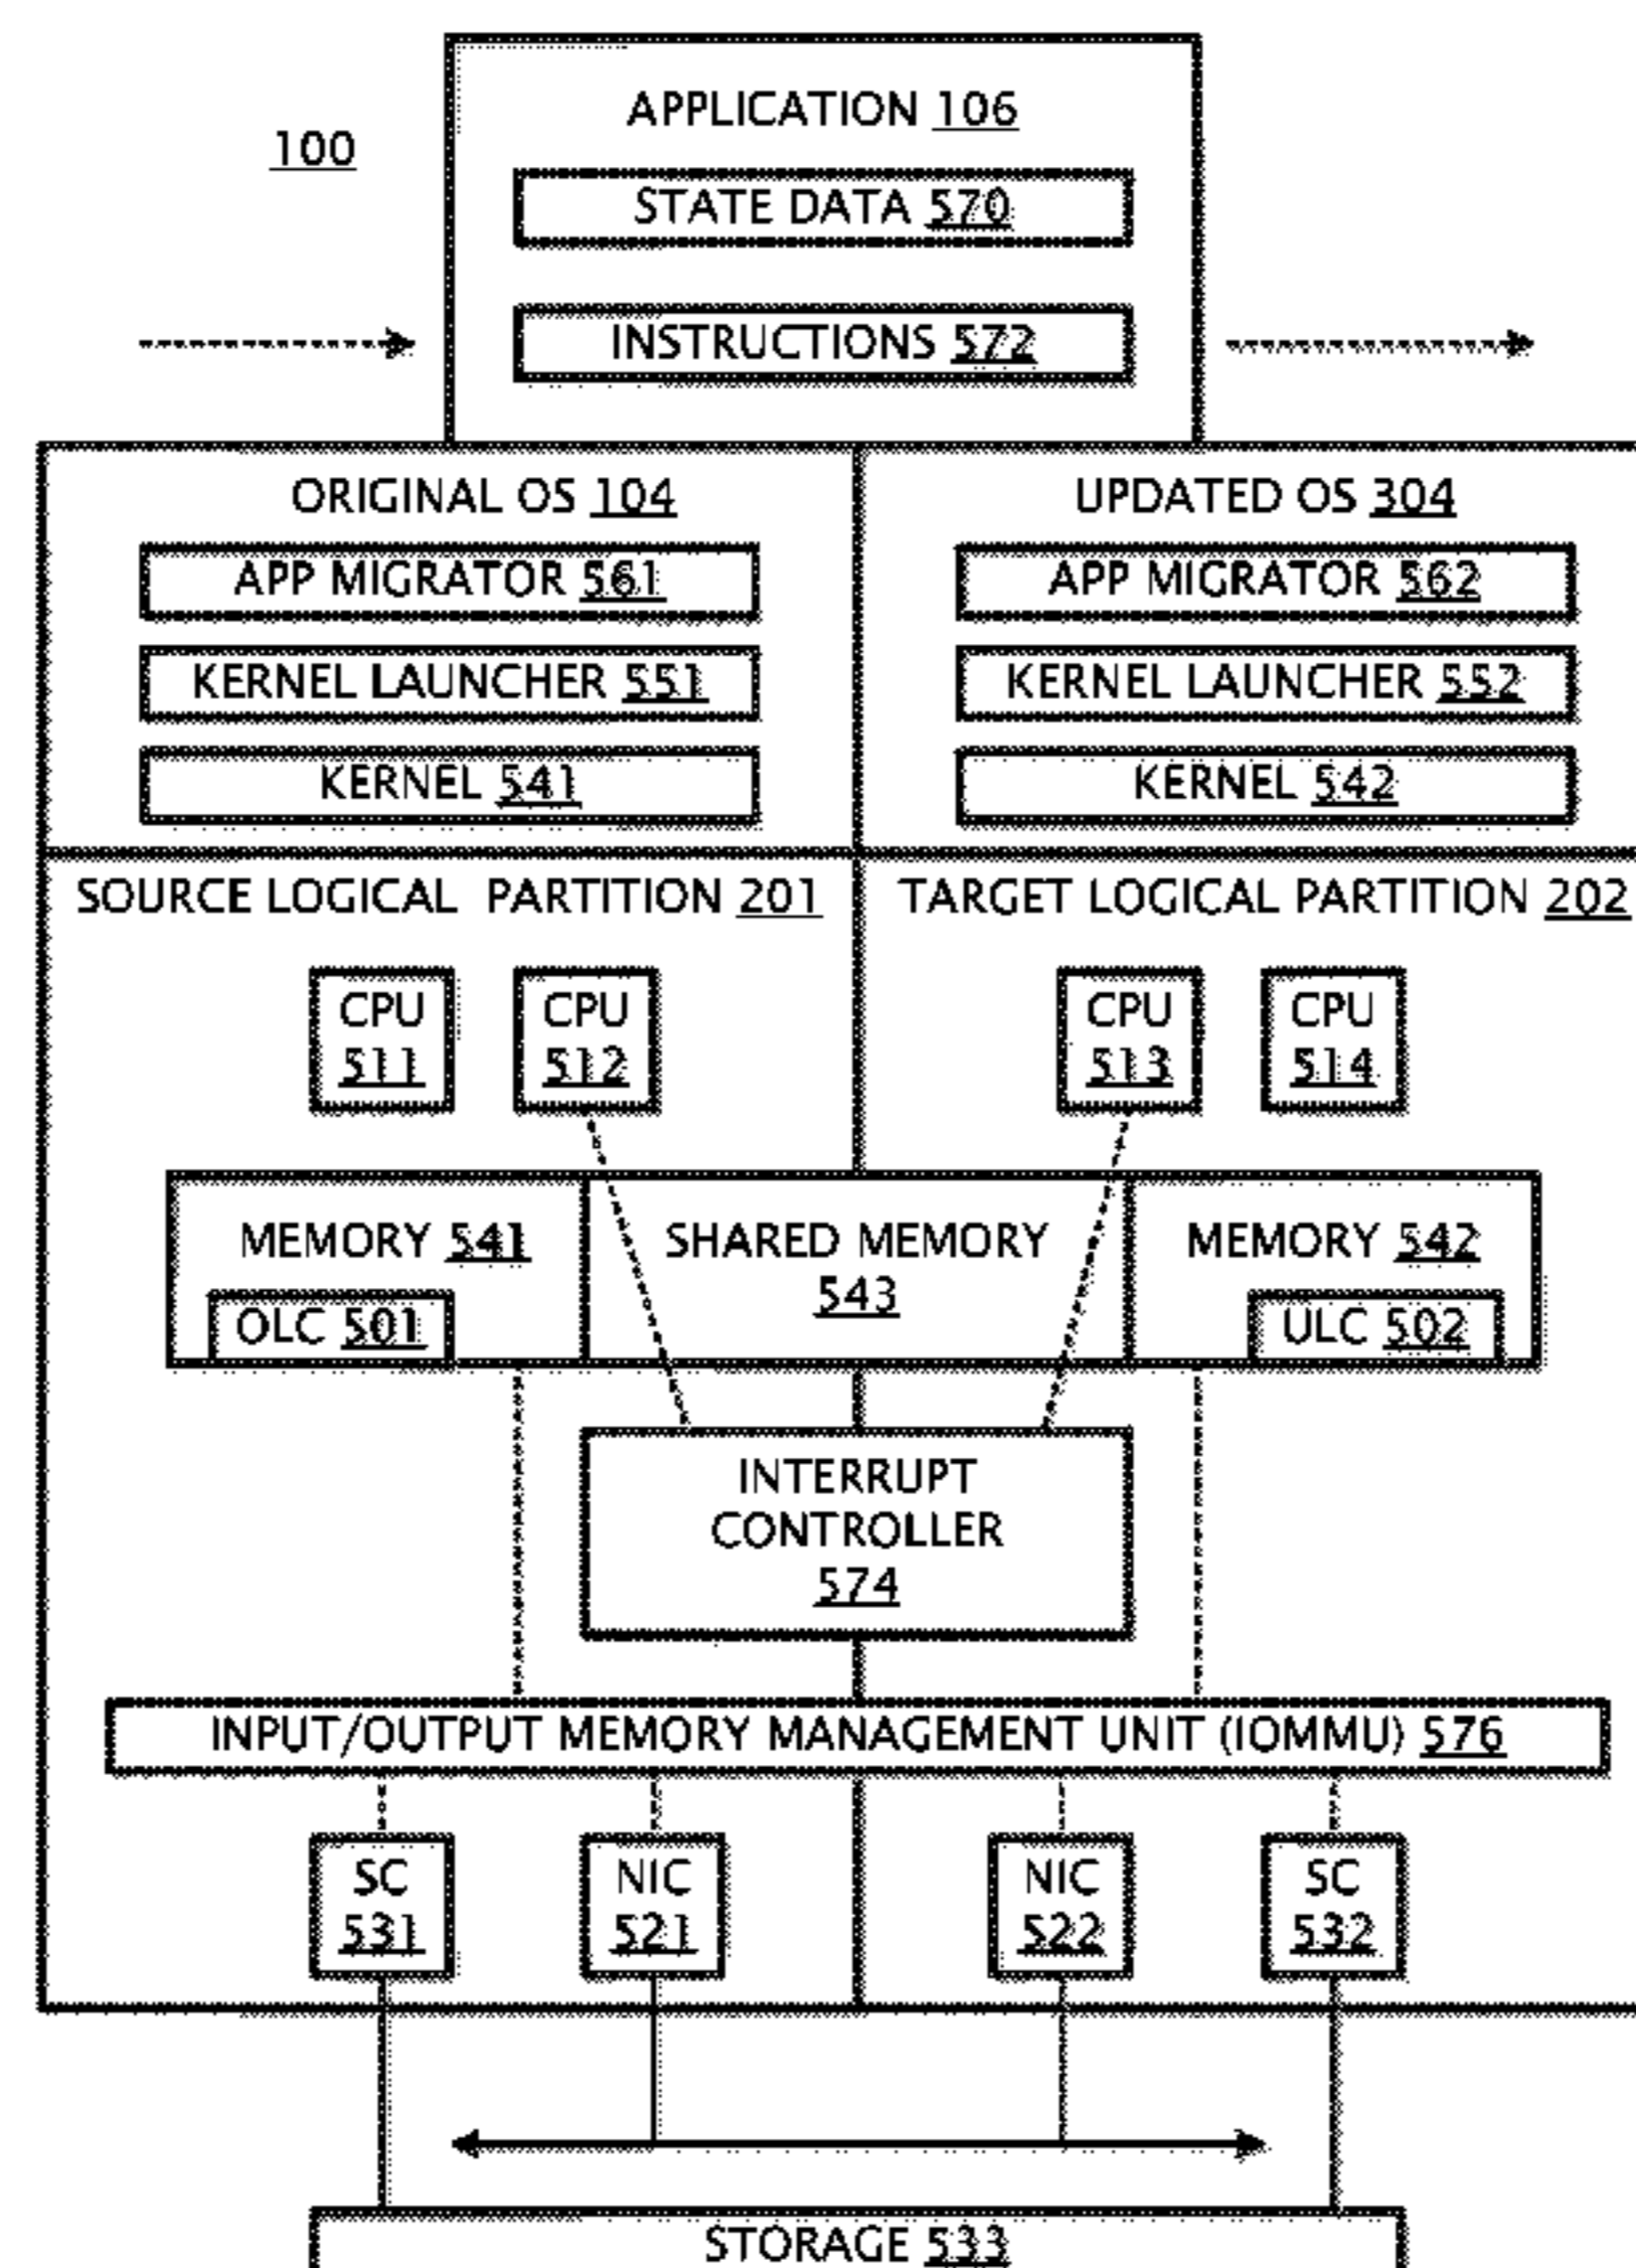 APPLICATION 106
100
STATE DATA 570
INSTRUCTIONS 572
ORIGINAL OS 104
APP MIGRATOR 561
KERNEL LAUNCHER 551
KERNEL 541
UPDATED OS 304
APP MIGRATOR 562
KERNEL LAUNCHER 552
KERNEL 542
SOURCE LOGICAL PARTITION 201
TARGET LOGICAL PARTITION 202
CPU
511
CPU
512
CPU
513
CPU
514
MEMORY 541
OLC 501
SHARED MEMORY
543
MEMORY 542
ULC 502
INTERRUPT
CONTROLLER
574
INPUT/OUTPUT MEMORY MANAGEMENT UNIT (IOMMU) 576
SC
531
NIC
521
NIC
522
SC
532
STORAGE 533